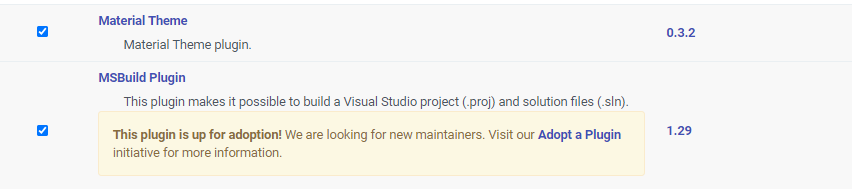 Material Theme
0.3.2
Material Theme plugin.
MSBuild Plugin
This plugin makes it possible to build a Visual Studio project (.proj) and solution files (.sln).
This plugin is up for adoption! We are looking for new maintainers. Visit our Adopt a Plugin
1.29
initiative for more information.